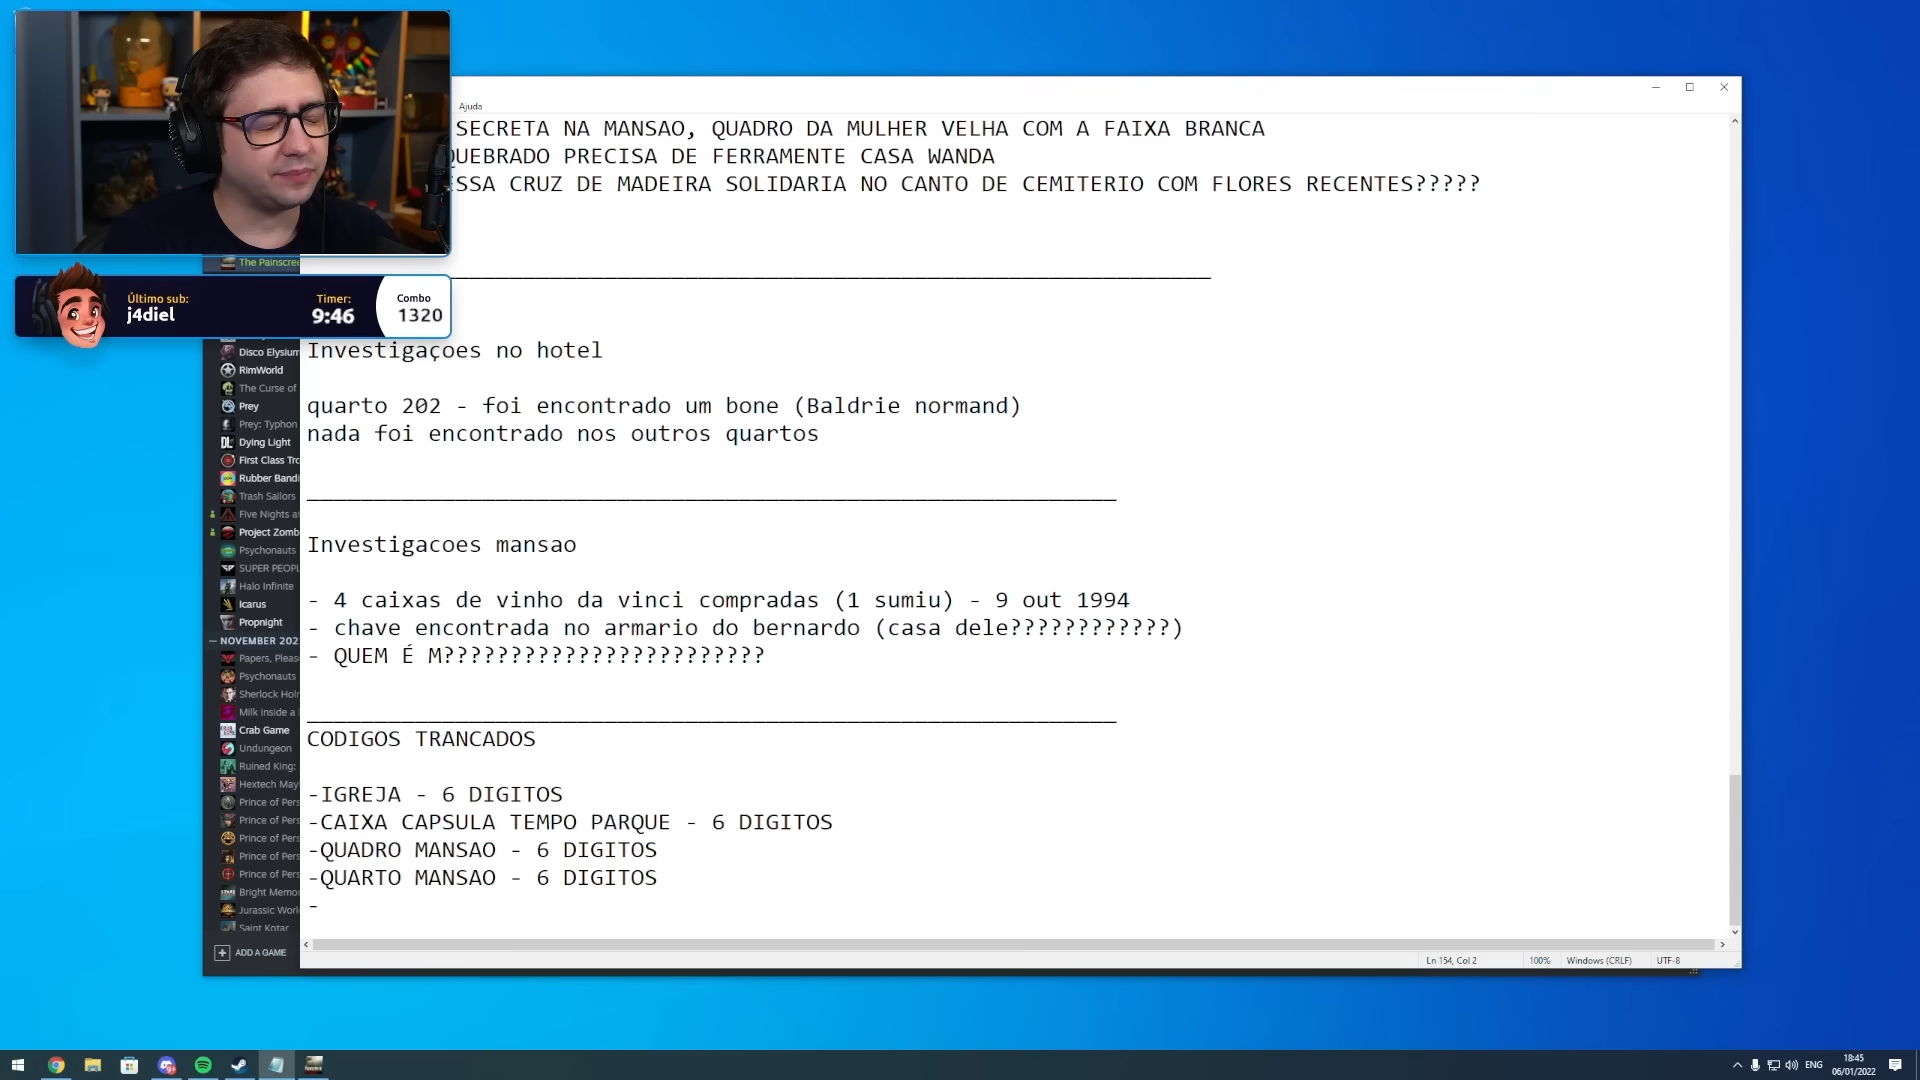 Ajuda
SECRETA NA MANSAO, QUADRO DA MULHER VELHA COM A FAIXA BRANCA
QUEBRADO PRECISA DE FERRAMENTE CASA WANDA
SSA CRUZ DE MADEIRA SOLIDARIA NO CANTO DE CEMITERIO COM FLORES RECENTES?????
The Painscre
Último sub:
j4diel
Timer:
9:46
Combo
1320
Investigaçoes no hotel
quarto 202 - foi encontrado um bone (Baldrie normand)
nada foi encontrado nos outros quartos
Investigacoes mansao
- 4 caixas de vinho da vinci compradas (1 sumiu) - 9 out 1994
- chave encontrada no armario do bernardo (casa dele????????????)
- QUEM É M????????????????????????
CODIGOS TRANCADOS
-IGREJA - 6 DIGITOS
-CAIXA CAPSULA TEMPO PARQUE - 6 DIGITOS
-QUADRO MANSAO - 6 DIGITOS
-QUARTO MANSAO - 6 DIGITOS
-
Disco Elysium
RimWorld
The Curse of
Prey
Prey: Typhon
Dying Light
First Class Tro
Rubber Bandi
Trash Sailors
Five Nights at
Project Zomb
Psychonauts
SUPER PEOPL
Halo Infinite
Icarus
Propnight
— NOVEMBER 202
Papers, Pleas
Psychonauts
Sherlock Holm
Milk inside a
Crab Game
Undungeon
Ruined King:
Hextech May
Prince of Pers
Prince of Pers
Prince of Pers
Prince of Pers
Prince of Pers
Bright Memo
Jurassic Worl
Saint Kotar
+ ADD A GAME
Ln 154, Col 2
100%
Windows (CRLF)
UTF-8
ENG
18:45
06/01/2022